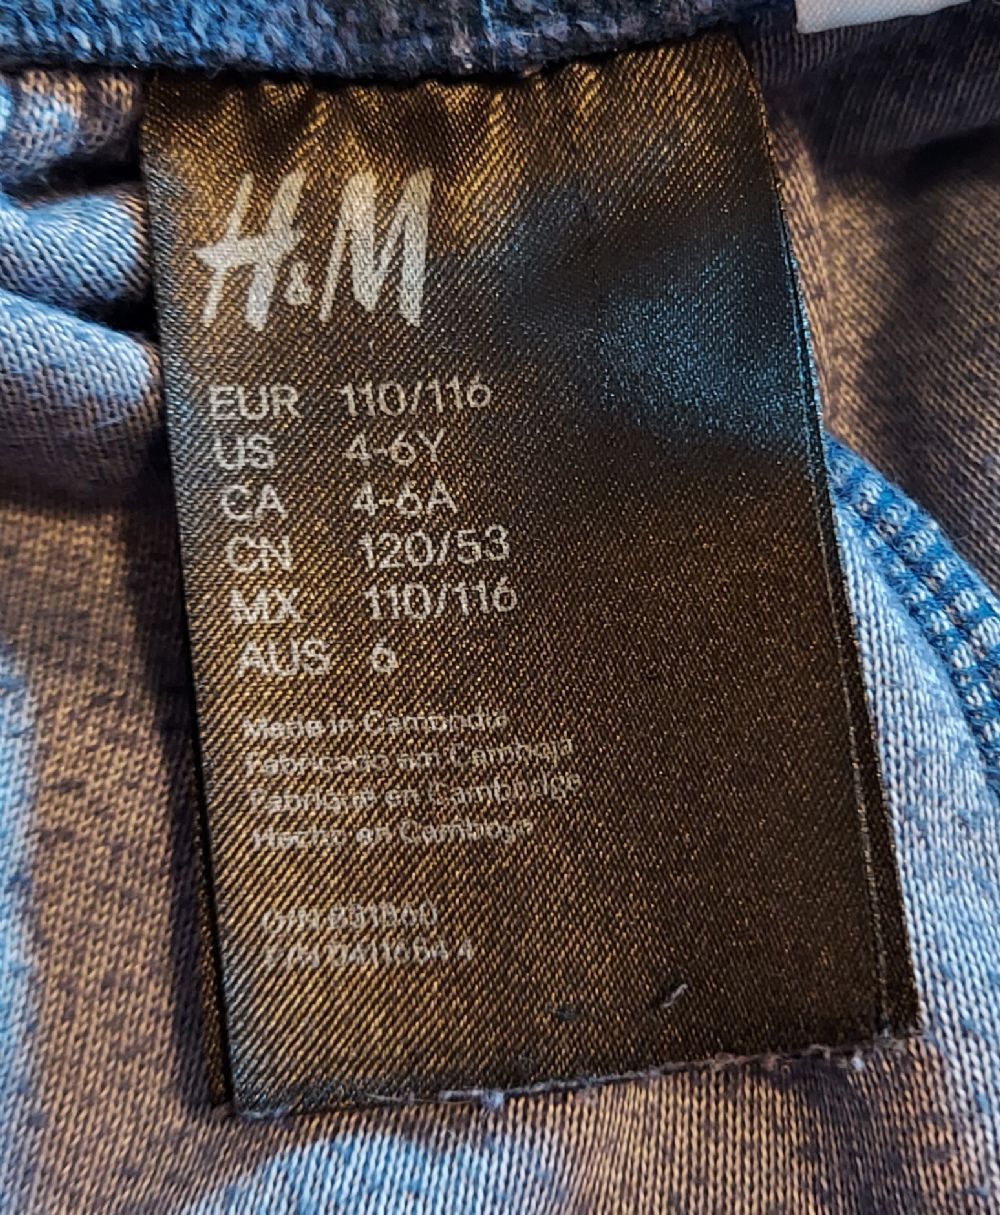 H&M
EUR 110/116
US 4-6Y
CA 4-6A
CN 120/53
MX 110/116
AUS 6
Made in Cambodia
Fabricado em Camboja
Fabriqué en Cambodge
Hecho en Camboya